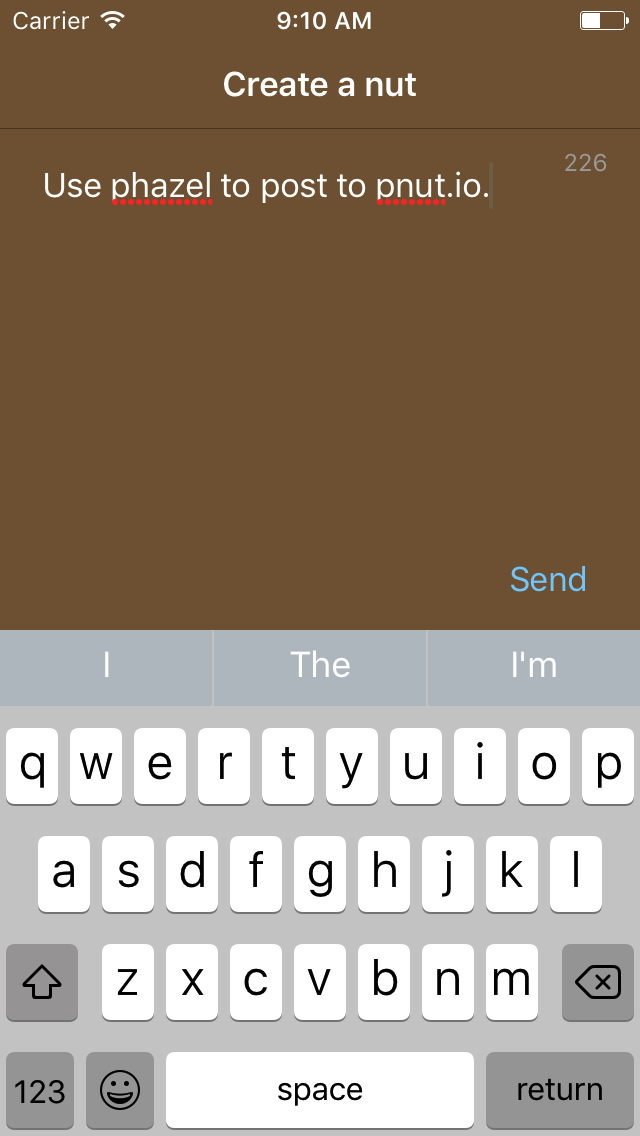 Carrier 9:10 AM
Create a nut
226
Use phazel to post to pnut.io.
Send
I The I'm
q w e r t y u i o p
a s d f g h j k l
z x c v b n m
123 space return